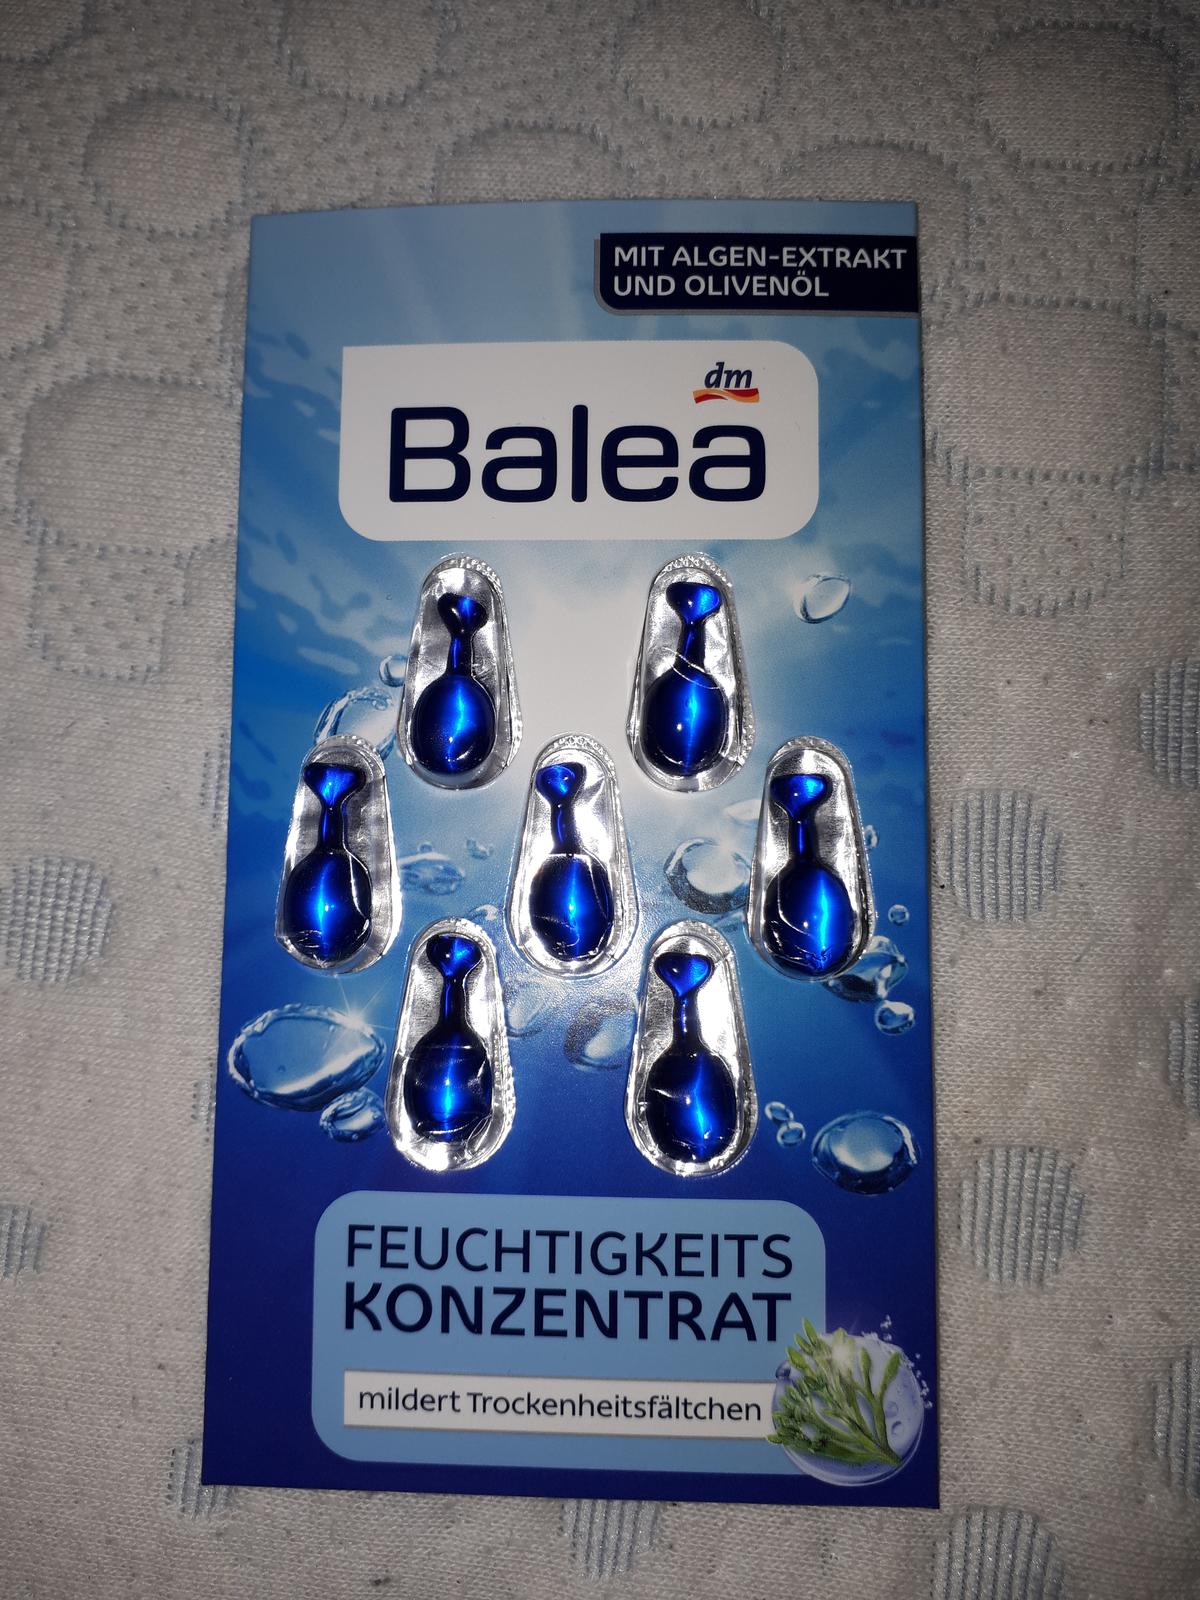 MIT ALGEN-EXTRAKT
UND OLIVENÖL
dm
Balea
FEUCHTIGKEITS
KONZENTRAT
mildert Trockenheitsfältchen